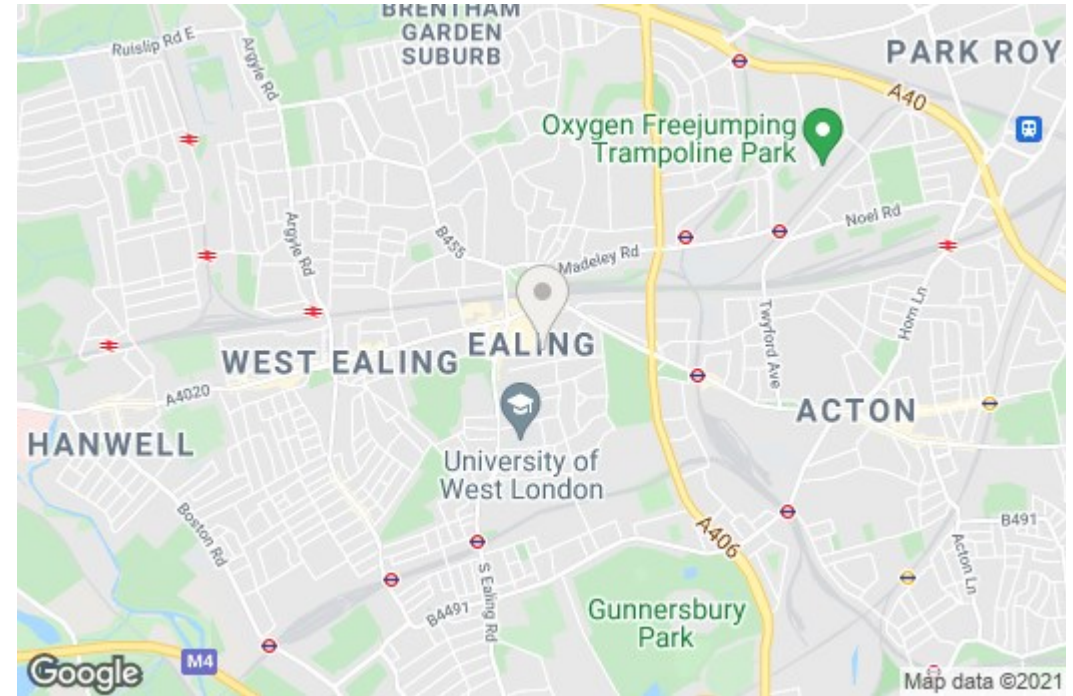 BRENTHAM
GARDEN
SUBURB
Ruislip Rd E
Argyle Rd
PARK ROY
A40
Oxygen Freejumping
Trampoline Park
Noel Rd
Argyle Rd
B455
Madeley Rd
Twyford Ave
Horn Ln
EALING
WEST EALING
A4020
ACTON
HANWELL
University of
West London
Boston Rd
A406
B491
Acton Ln
S Ealing Rd
B4491
Gunnersbury
Park
M4
Google
Map data ©2021